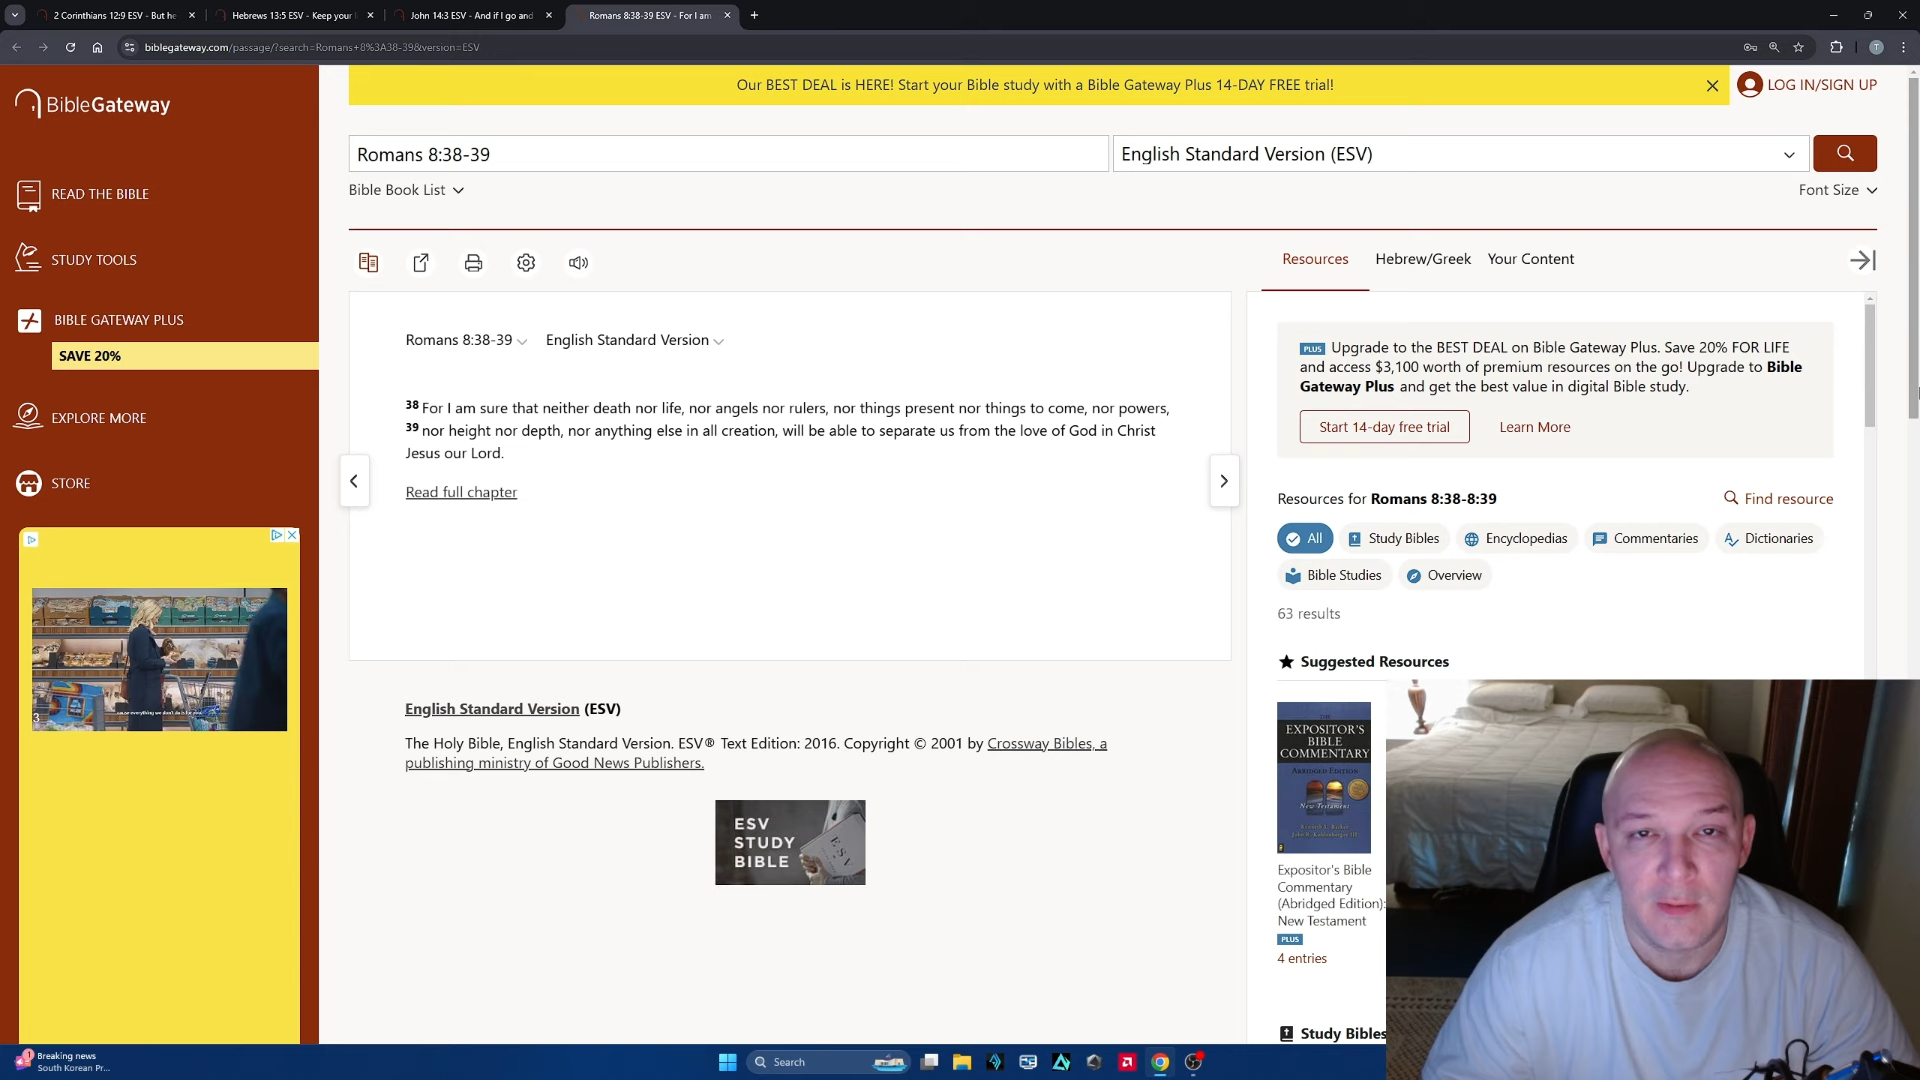 2 Corinthians 12:9 ESV - But he
Hebrews 13:5 ESV - Keep your l
John 14:3 ESV - And if I go and
Romans 8:38-39 ESV - For I am
biblegateway.com/passage/?search=Romans+8%3A38-39&version=ESV
T
BibleGateway
Our BEST DEAL is HERE! Start your Bible study with a Bible Gateway Plus 14-DAY FREE trial!
LOG IN/SIGN UP
Romans 8:38-39
English Standard Version (ESV)
Bible Book List
Font Size
READ THE BIBLE
STUDY TOOLS
BIBLE GATEWAY PLUS
SAVE 20%
EXPLORE MORE
STORE
Resources
Hebrew/Greek
Your Content
Romans 8:38-39
English Standard Version
38 For I am sure that neither death nor life, nor angels nor rulers, nor things present nor things to come, nor powers,
39 nor height nor depth, nor anything else in all creation, will be able to separate us from the love of God in Christ
Jesus our Lord.
Read full chapter
English Standard Version (ESV)
The Holy Bible, English Standard Version. ESV® Text Edition: 2016. Copyright © 2001 by Crossway Bibles, a
publishing ministry of Good News Publishers.
ESV
STUDY
BIBLE
PLUS Upgrade to the BEST DEAL on Bible Gateway Plus. Save 20% FOR LIFE
and access $3,100 worth of premium resources on the go! Upgrade to Bible
Gateway Plus and get the best value in digital Bible study.
Start 14-day free trial
Learn More
Resources for Romans 8:38-8:39
Find resource
All
Study Bibles
Encyclopedias
Commentaries
Dictionaries
Bible Studies
Overview
63 results
Suggested Resources
THE
EXPOSITOR'S
BIBLE
COMMENTARY
ABRIDGED EDITION
New Testament
Expositor's Bible
Commentary
(Abridged Edition):
New Testament
PLUS
4 entries
Study Bibles
1
Breaking news
South Korean Pr...
Search